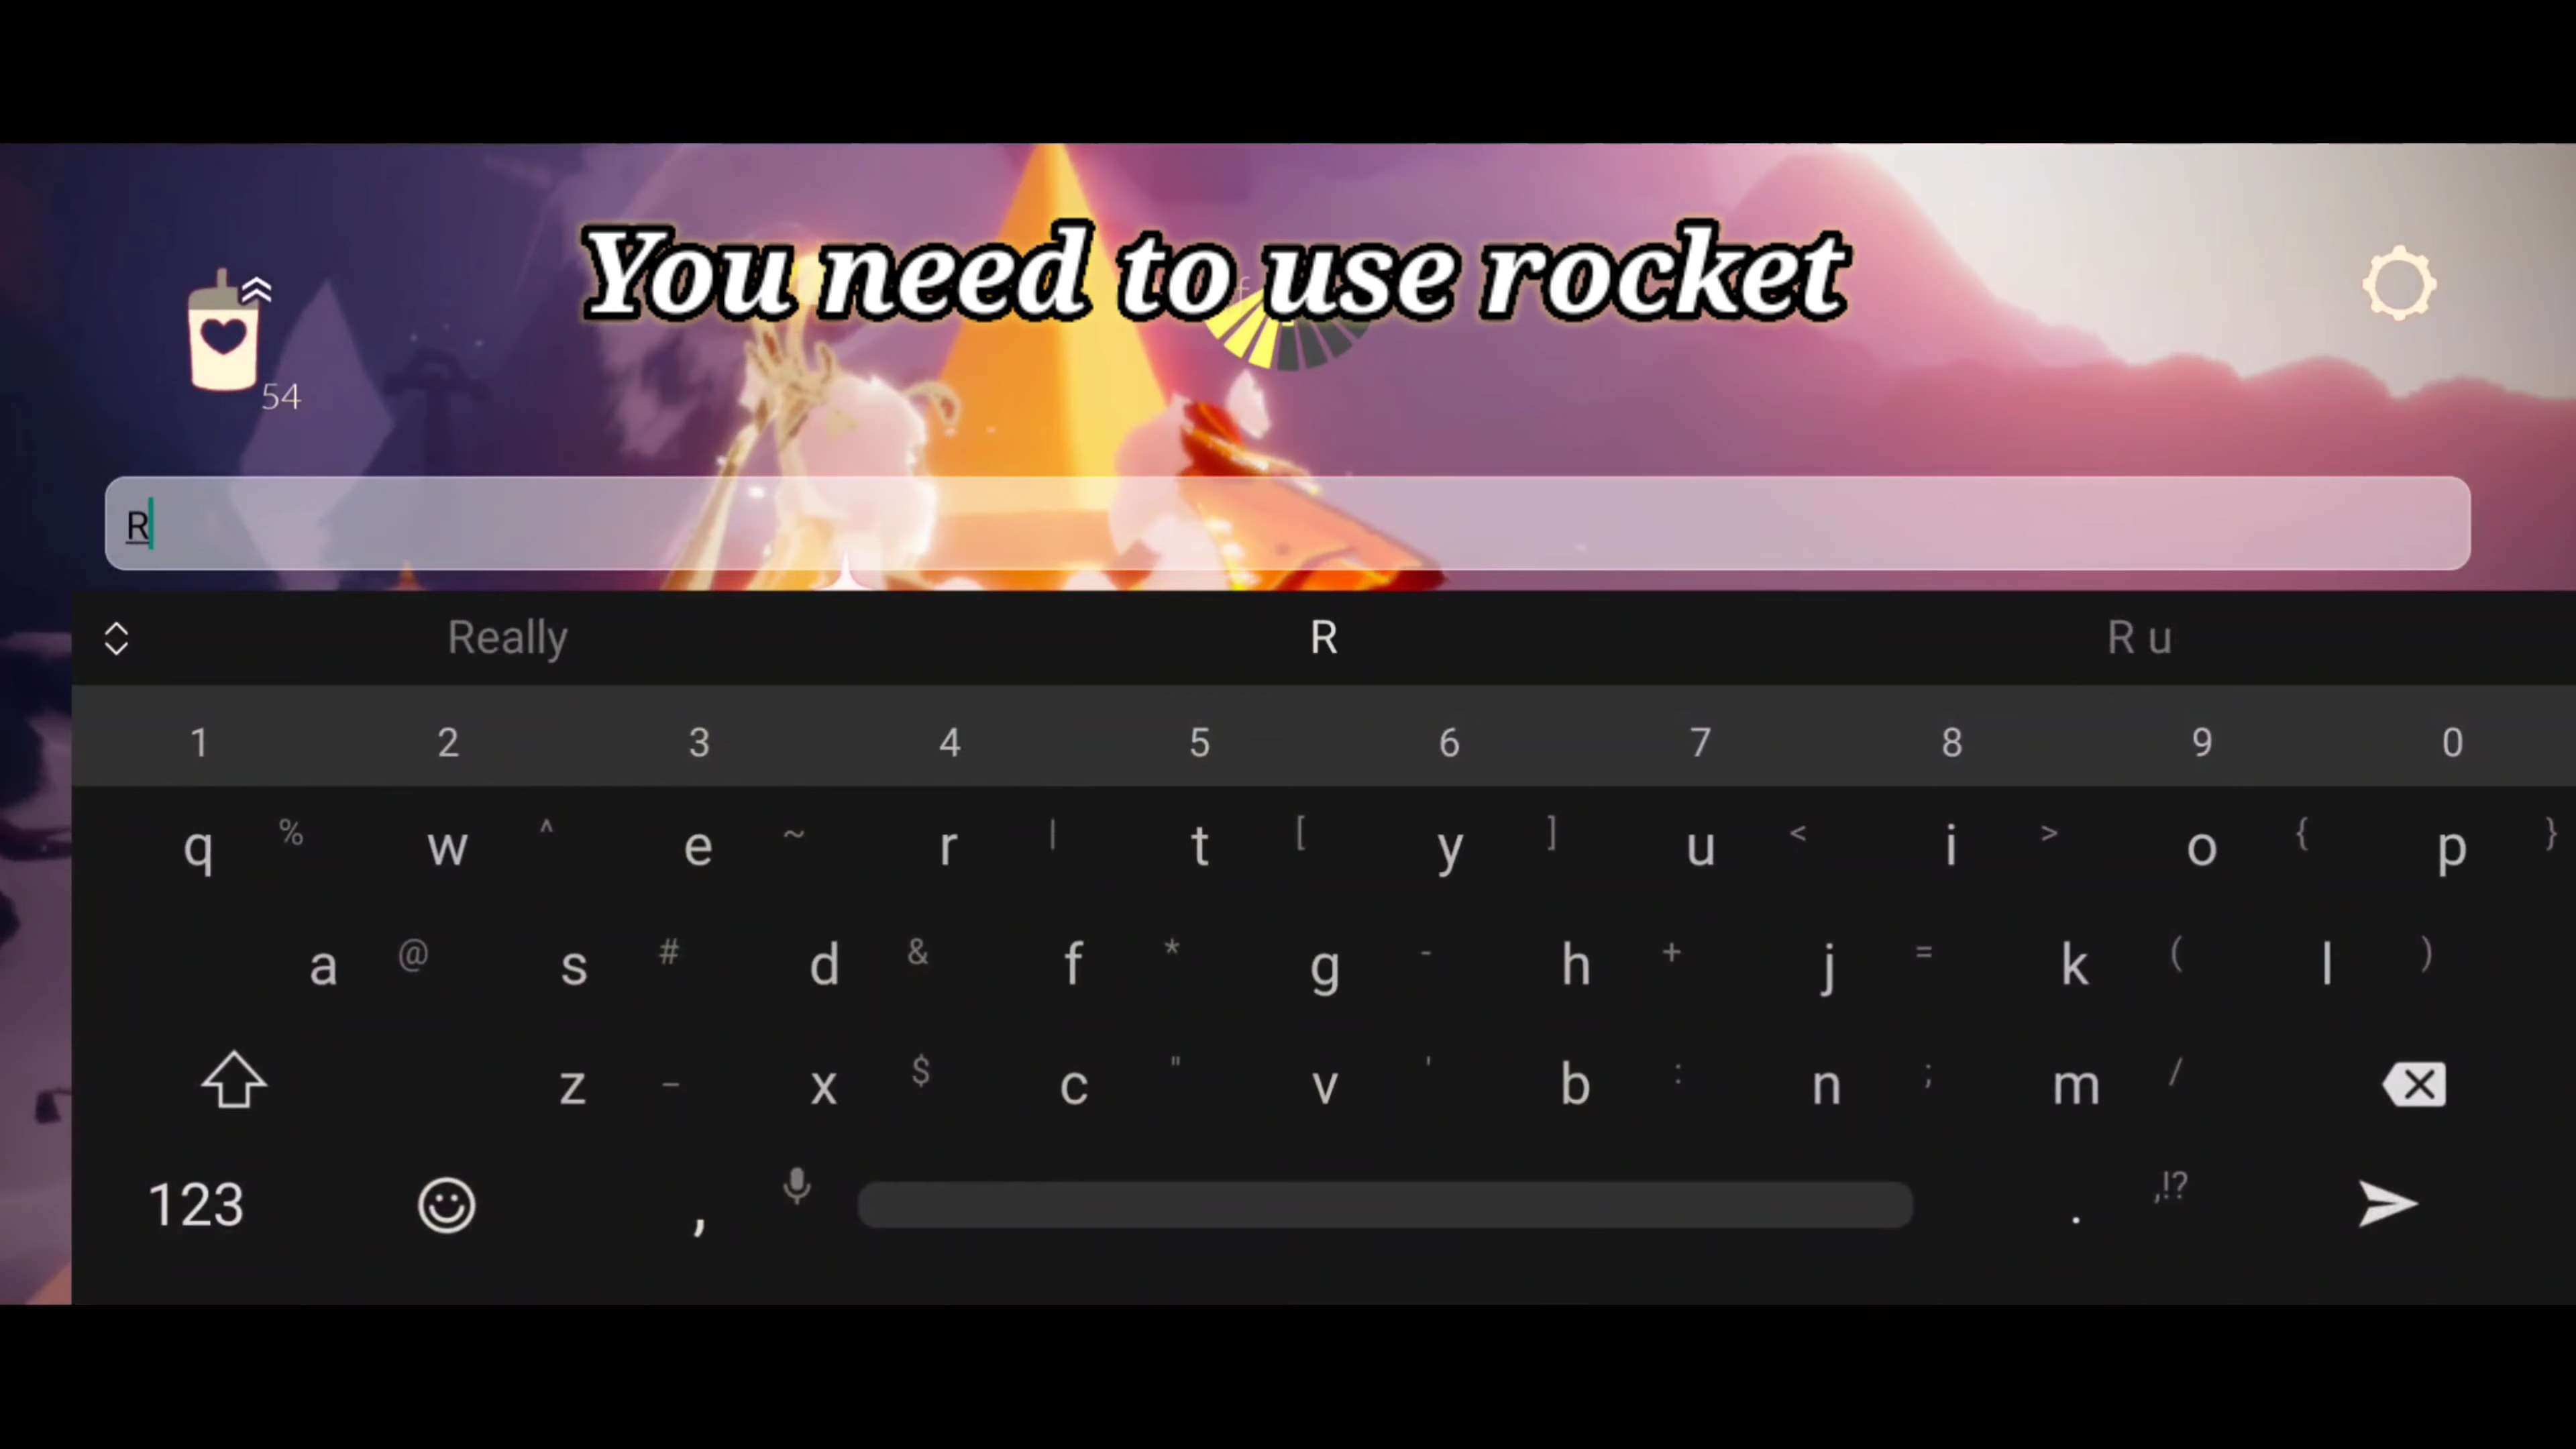 You need to use rocket
54
R
Really R R u
1 2 3 4 5 6 7 8 9 0
q % w ^ e ~ r | t [ y ] u < i > o { p }
a @ s # d & f * g - h + j = k ( l )
z _ x $ c " v ' b : n ; m /
123 , . ,!?